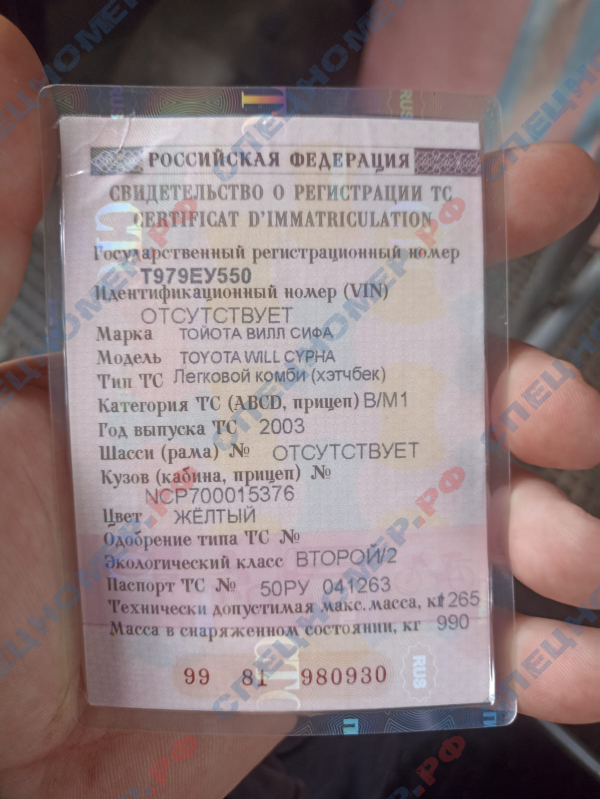 РОССИЙСКАЯ ФЕДЕРАЦИЯ
СВИДЕТЕЛЬСТВО О РЕГИСТРАЦИИ ТС
CERTIFICAT D'IMMATRICULATION
Государственный регистрационный номер
Т979ЕУ550
Идентификационный номер (VIN)
ОТСУТСТВУЕТ
Марка ТОЙОТА ВИЛЛ СИФА
Модель TOYOTA WILL CYPHA
Тип ТС Легковой комби (хэтчбек)
Категория ТС (ABCD, прицеп) B/M1
Год выпуска ТС 2003
Шасси (рама) № ОТСУТСТВУЕТ
Кузов (кабина, прицеп) №
NCP700015376
Цвет ЖЁЛТЫЙ
Одобрение типа ТС №
Экологический класс ВТОРОЙ/2
Паспорт ТС № 50РУ 041263
Технически допустимая макс. масса, кг 1265
Масса в снаряженном состоянии, кг 990
99 81 980930
RUS
RUS
СПЕЦНОМЕР.РФ